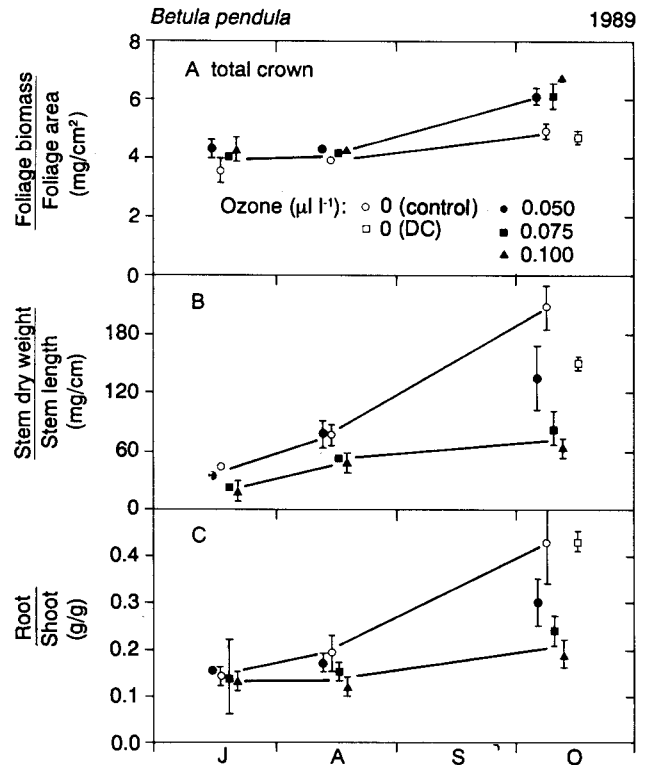 Betula pendula 1989
Foliage biomass
Foliage area
(mg/cm²)
8
6
4
2
0
A total crown
Ozone (µl l⁻¹): ○ 0 (control) ● 0.050
□ 0 (DC) ■ 0.075
▲ 0.100
Stem dry weight
Stem length
(mg/cm)
180
120
60
0
B
Root
Shoot
(g/g)
0.4
0.3
0.2
0.1
0.0
C
J A S O